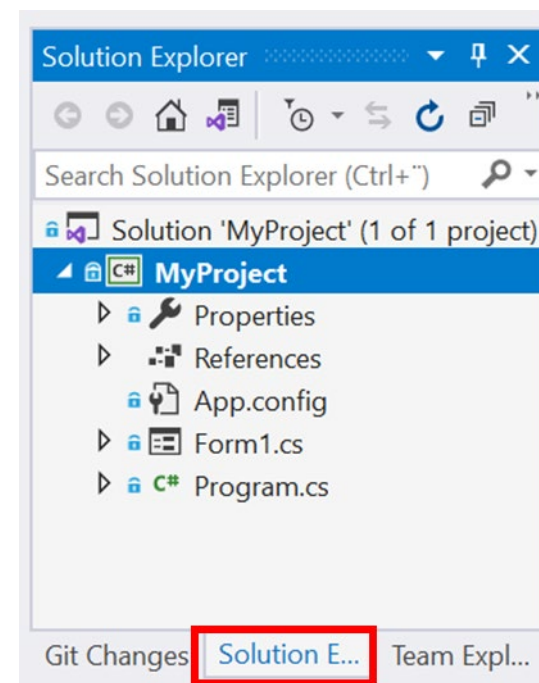 Solution Explorer
Search Solution Explorer (Ctrl+¨)
Solution 'MyProject' (1 of 1 project)
C# MyProject
Properties
References
App.config
Form1.cs
C# Program.cs
Git Changes Solution E... Team Expl...